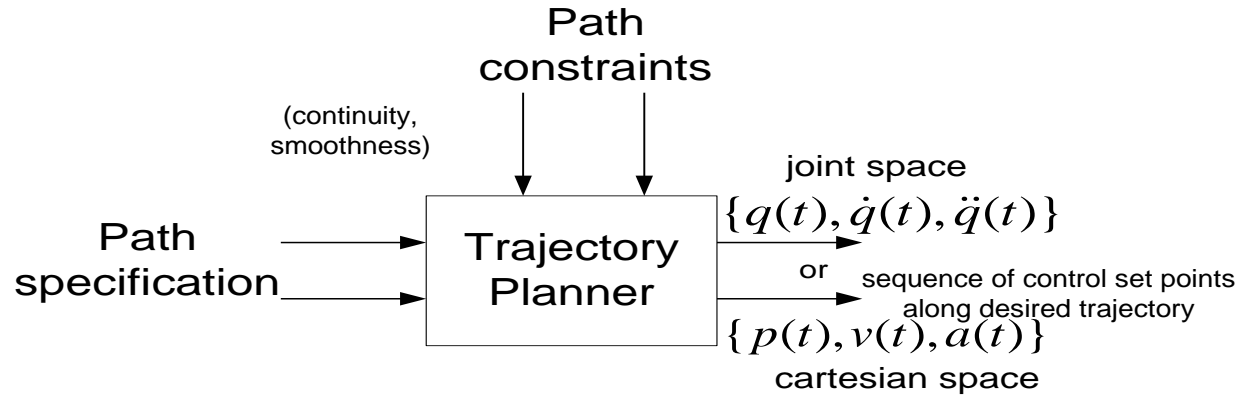 Path
constraints
(continuity,
smoothness)
joint space
{q(t), q̇(t), q̈(t)}
Path
specification
Trajectory
Planner
or
sequence of control set points
along desired trajectory
{p(t), v(t), a(t)}
cartesian space